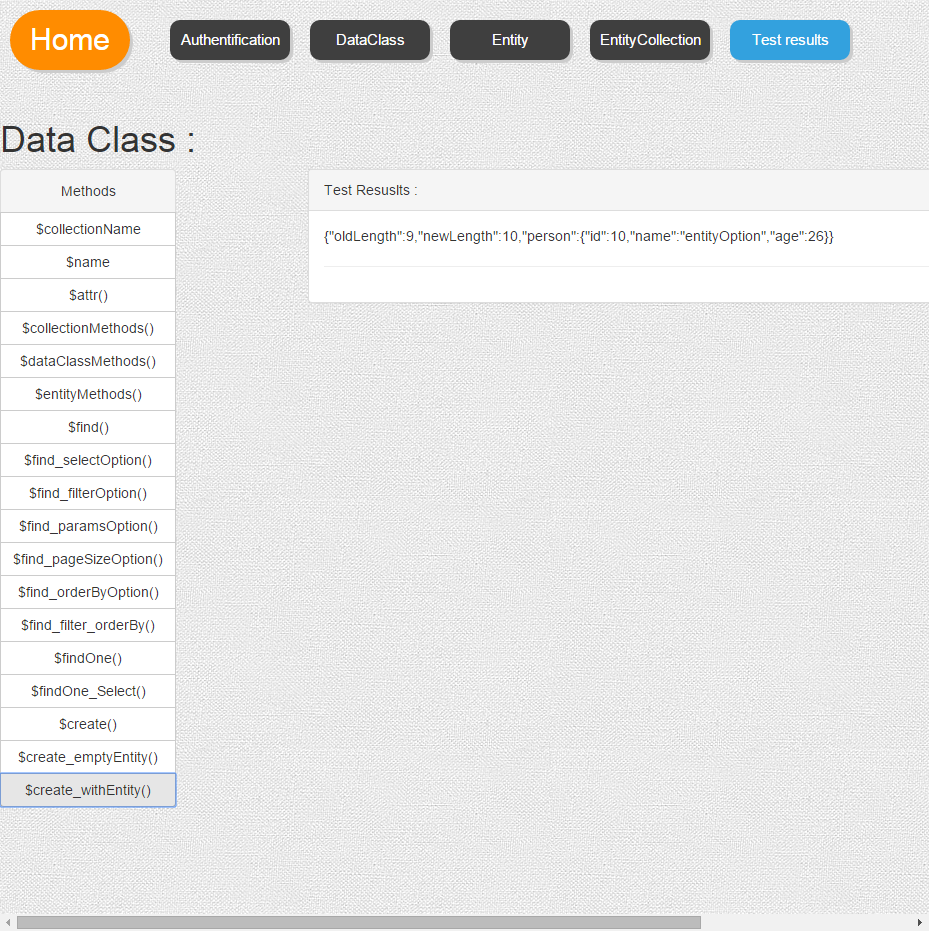 Home
Authentification
DataClass
Entity
EntityCollection
Test results
Data Class :
Methods
$collectionName
$name
$attr()
$collectionMethods()
$dataClassMethods()
$entityMethods()
$find()
$find_selectOption()
$find_filterOption()
$find_paramsOption()
$find_pageSizeOption()
$find_orderByOption()
$find_filter_orderBy()
$findOne()
$findOne_Select()
$create()
$create_emptyEntity()
$create_withEntity()
Test Resuslts :
{"oldLength":9,"newLength":10,"person":{"id":10,"name":"entityOption","age":26}}